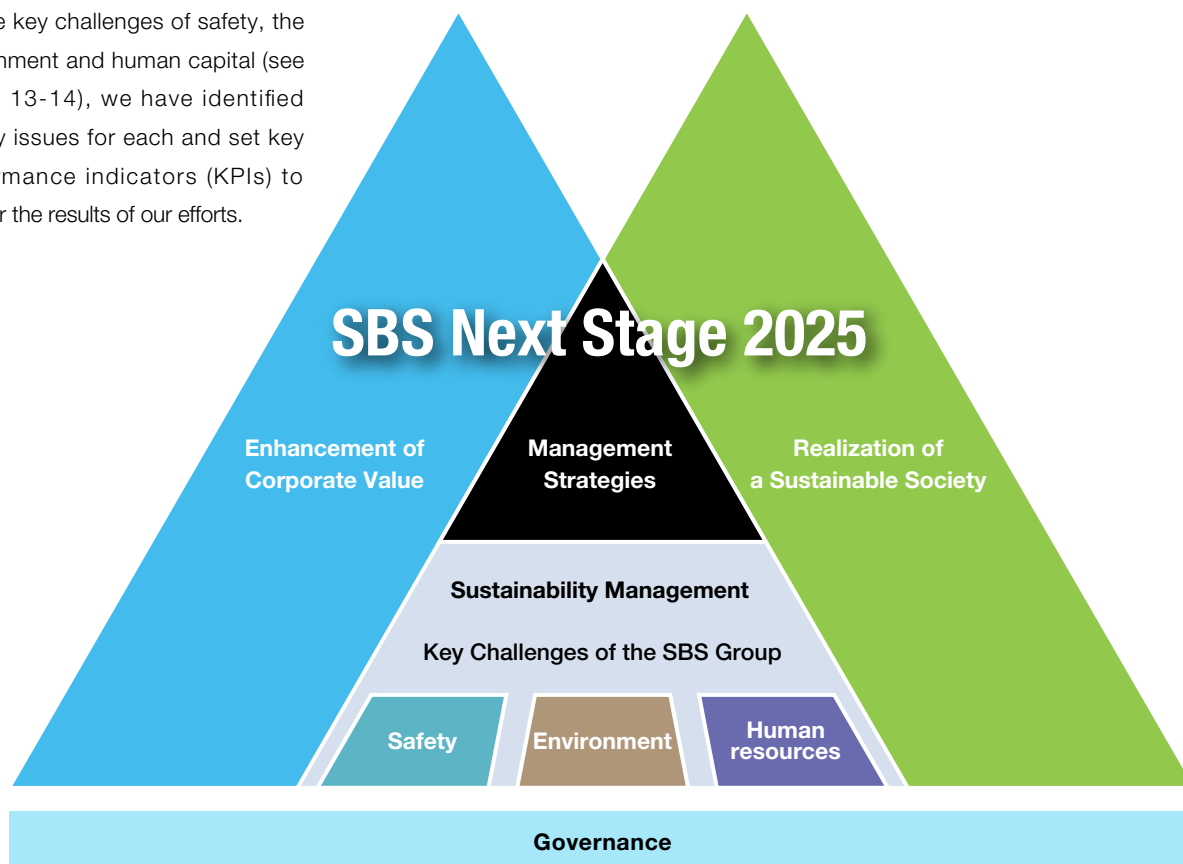 key challenges of safety, the
and human capital (see
13-14), we have identified
issues for each and set key
indicators (KPIs) to
the results of our efforts.
SBS Next Stage 2025
Enhancement of
Corporate Value
Management
Strategies
Realization of
a Sustainable Society
Sustainability Management
Key Challenges of the SBS Group
Safety
Environment
Human
resources
Governance